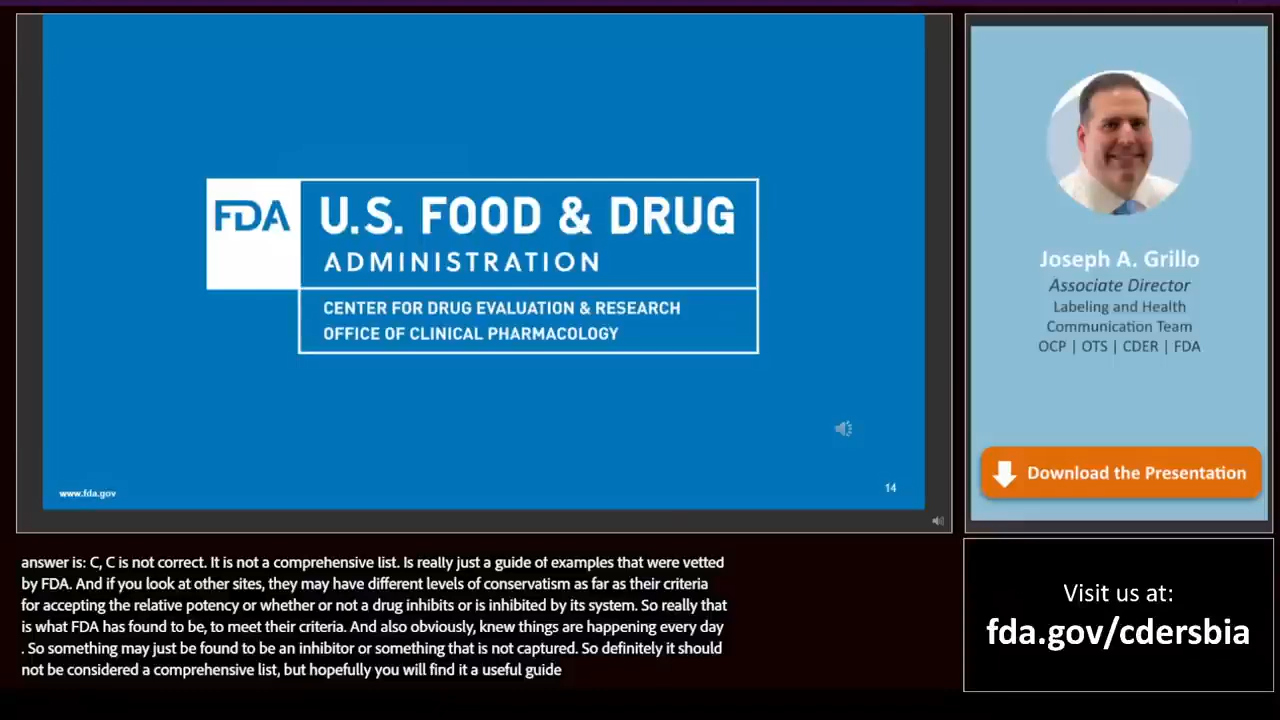 FDA
U.S. FOOD & DRUG
ADMINISTRATION
CENTER FOR DRUG EVALUATION & RESEARCH
OFFICE OF CLINICAL PHARMACOLOGY
www.fda.gov
14
Joseph A. Grillo
Associate Director
Labeling and Health
Communication Team
OCP | OTS | CDER | FDA
Download the Presentation
answer is: C, C is not correct. It is not a comprehensive list. Is really just a guide of examples that were vetted
by FDA. And if you look at other sites, they may have different levels of conservatism as far as their criteria
for accepting the relative potency or whether or not a drug inhibits or is inhibited by its system. So really that
is what FDA has found to be, to meet their criteria. And also obviously, knew things are happening every day
. So something may just be found to be an inhibitor or something that is not captured. So definitely it should
not be considered a comprehensive list, but hopefully you will find it a useful guide
Visit us at:
fda.gov/cdersbia